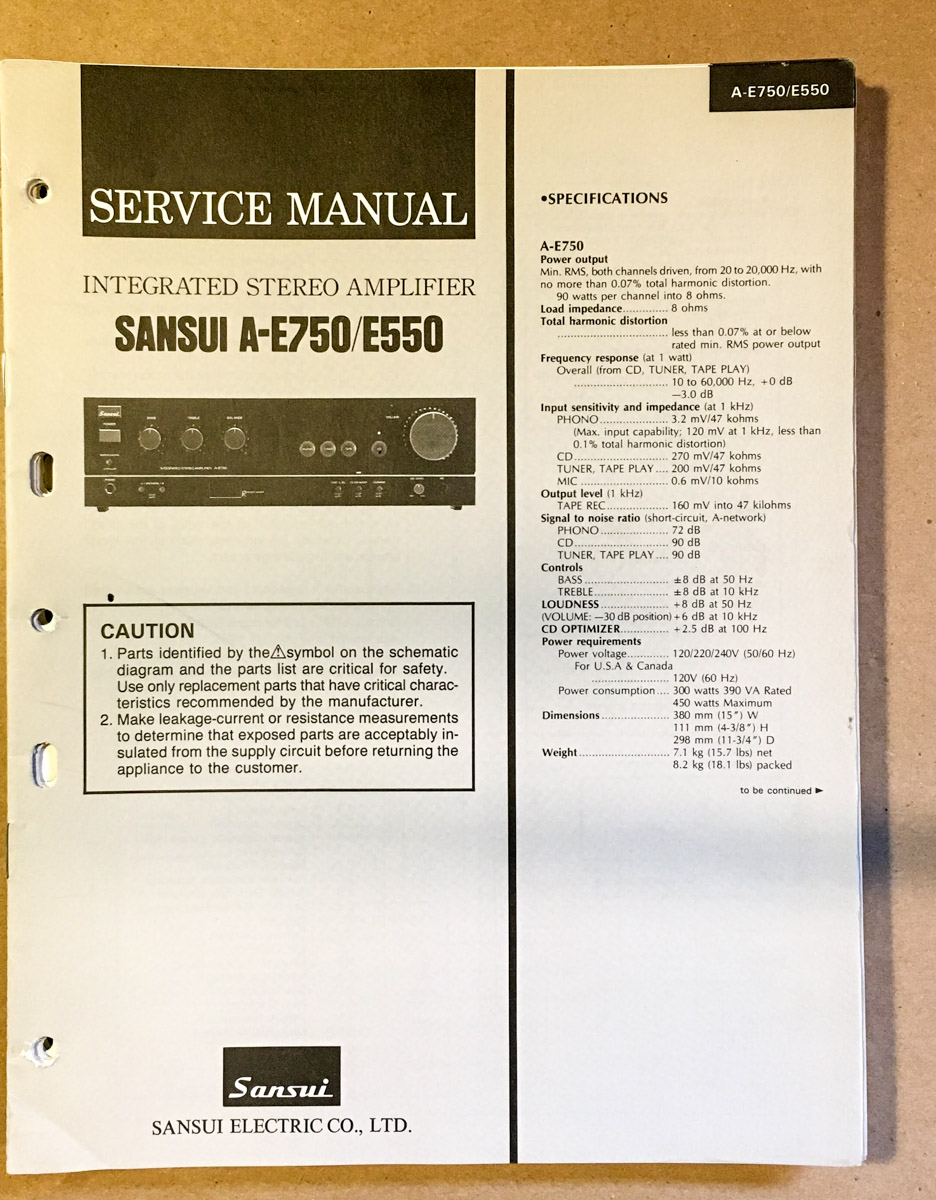 SERVICE MANUAL
INTEGRATED STEREO AMPLIFIER
SANSUI A-E750/E550
Sansui
BASS TREBLE BALANCE VOLUME
CAUTION
1. Parts identified by the⚠symbol on the schematic
diagram and the parts list are critical for safety.
Use only replacement parts that have critical charac-
teristics recommended by the manufacturer.
2. Make leakage-current or resistance measurements
to determine that exposed parts are acceptably in-
sulated from the supply circuit before returning the
appliance to the customer.
Sansui
SANSUI ELECTRIC CO., LTD.
A-E750/E550
•SPECIFICATIONS
A-E750
Power output
Min. RMS, both channels driven, from 20 to 20,000 Hz, with
no more than 0.07% total harmonic distortion.
90 watts per channel into 8 ohms.
Load impedance............. 8 ohms
Total harmonic distortion
............................... less than 0.07% at or below
rated min. RMS power output
Frequency response (at 1 watt)
Overall (from CD, TUNER, TAPE PLAY)
.......................... 10 to 60,000 Hz, +0 dB
−3.0 dB
Input sensitivity and impedance (at 1 kHz)
PHONO................... 3.2 mV/47 kohms
(Max. input capability; 120 mV at 1 kHz, less than
0.1% total harmonic distortion)
CD.......................... 270 mV/47 kohms
TUNER, TAPE PLAY.... 200 mV/47 kohms
MIC ........................ 0.6 mV/10 kohms
Output level (1 kHz)
TAPE REC................. 160 mV into 47 kilohms
Signal to noise ratio (short-circuit, A-network)
PHONO................... 72 dB
CD.......................... 90 dB
TUNER, TAPE PLAY.... 90 dB
Controls
BASS ....................... ±8 dB at 50 Hz
TREBLE..................... ±8 dB at 10 kHz
LOUDNESS ................... +8 dB at 50 Hz
(VOLUME: −30 dB position) +6 dB at 10 kHz
CD OPTIMIZER.............. +2.5 dB at 100 Hz
Power requirements
Power voltage............ 120/220/240V (50/60 Hz)
For U.S.A & Canada
..................... 120V (60 Hz)
Power consumption.... 300 watts 390 VA Rated
450 watts Maximum
Dimensions ................... 380 mm (15″) W
111 mm (4-3/8″) H
298 mm (11-3/4″) D
Weight......................... 7.1 kg (15.7 lbs) net
8.2 kg (18.1 lbs) packed
to be continued ►